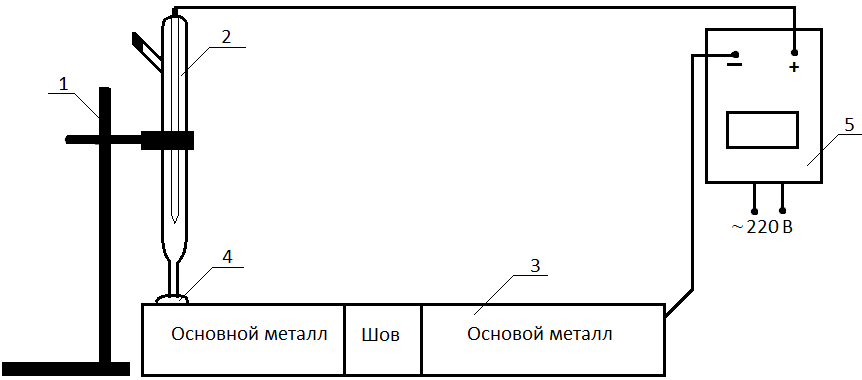 2
1
–
+
5
~220 В
4
3
Основной металл
Шов
Основой металл